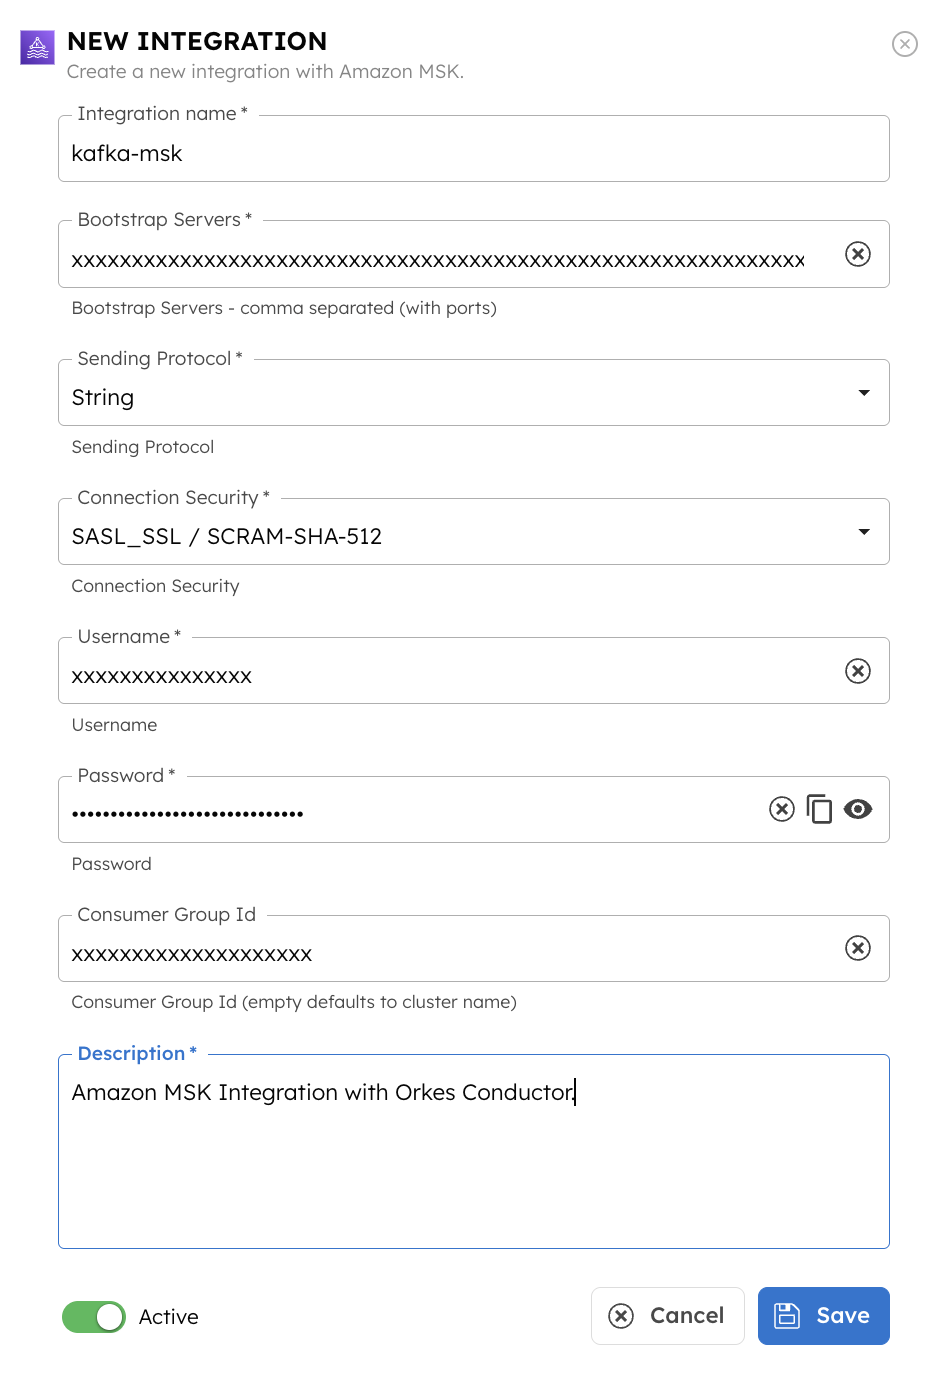 NEW INTEGRATION
Create a new integration with Amazon MSK.
Integration name *
kafka-msk
Bootstrap Servers *
xxxxxxxxxxxxxxxxxxxxxxxxxxxxxxxxxxxxxxxxxxxxxxxxxxxxxxxxxxxxx
Bootstrap Servers - comma separated (with ports)
Sending Protocol *
String
Sending Protocol
Connection Security *
SASL_SSL / SCRAM-SHA-512
Connection Security
Username *
xxxxxxxxxxxxxxx
Username
Password *
••••••••••••••••••••••••••••••
Password
Consumer Group Id
xxxxxxxxxxxxxxxxxxxx
Consumer Group Id (empty defaults to cluster name)
Description *
Amazon MSK Integration with Orkes Conductor.
Active
Cancel
Save